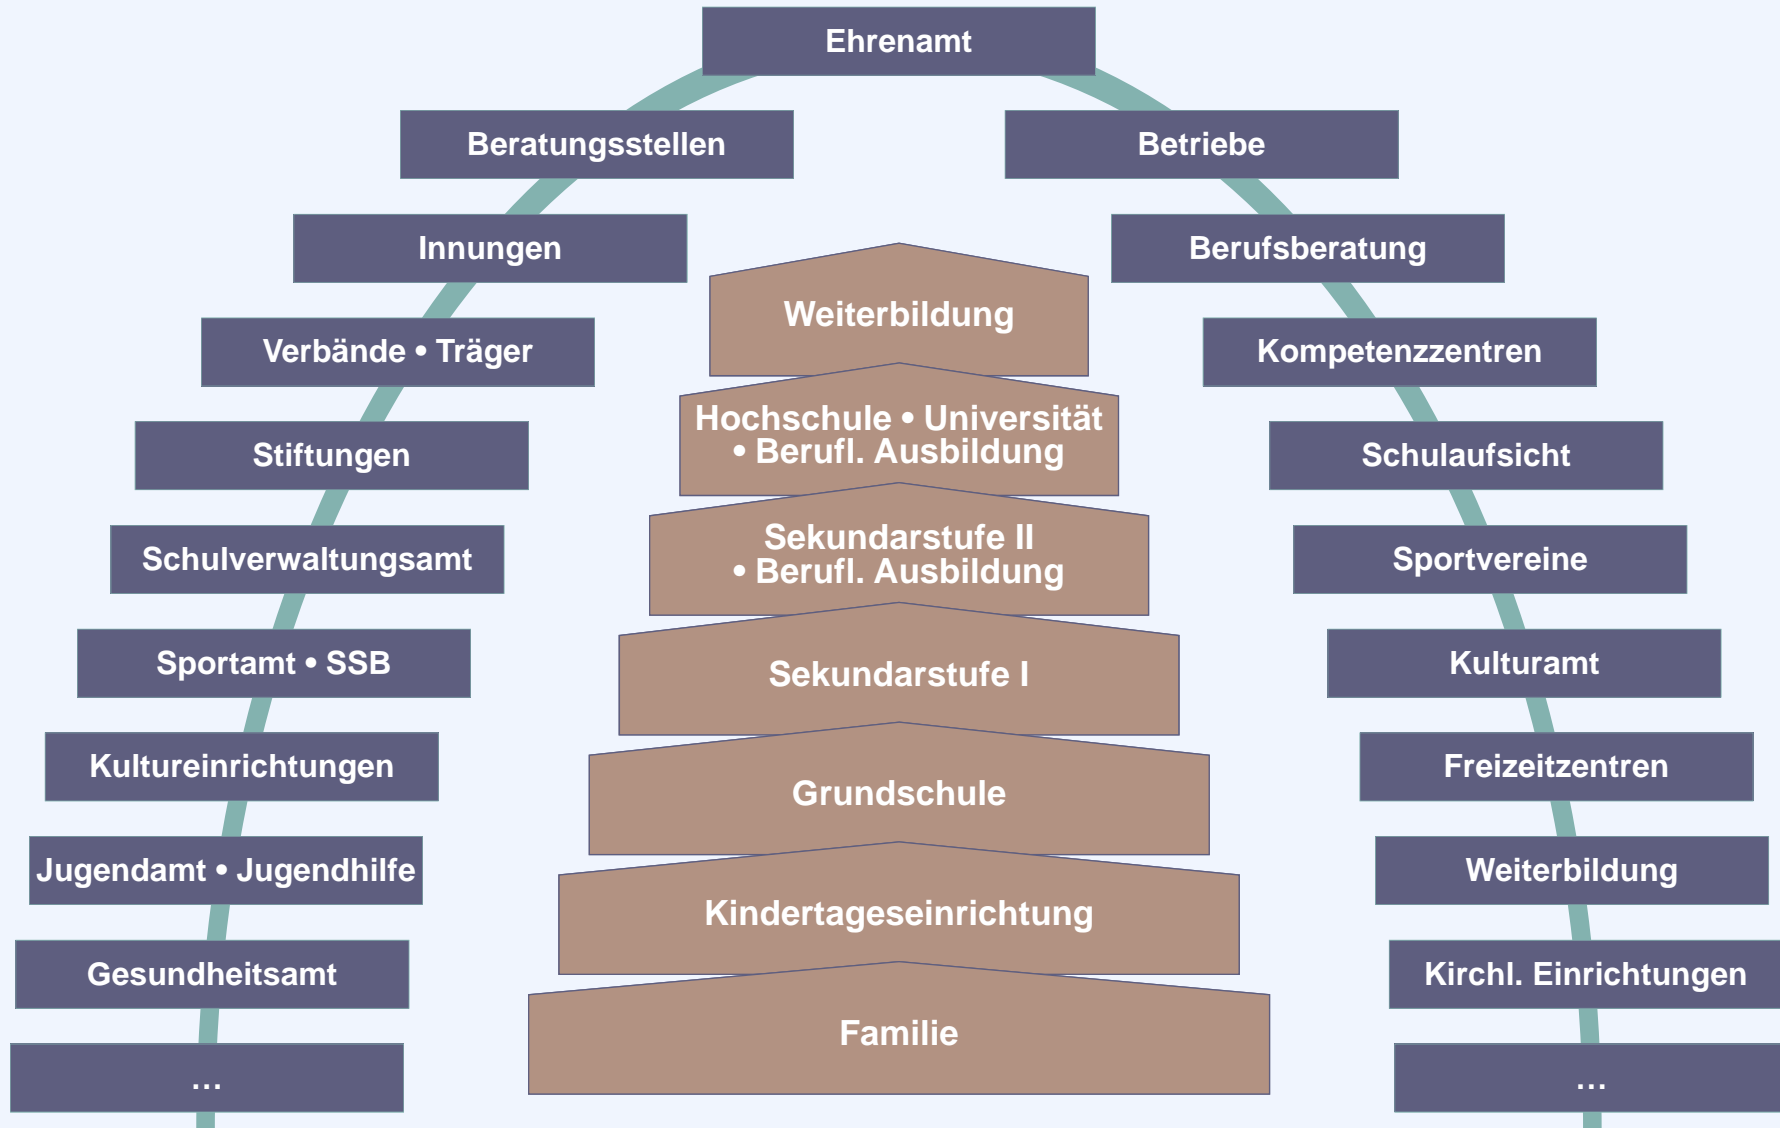 Ehrenamt
Beratungsstellen
Betriebe
Innungen
Berufsberatung
Weiterbildung
Verbände • Träger
Kompetenzzentren
Hochschule • Universität
• Berufl. Ausbildung
Stiftungen
Schulaufsicht
Sekundarstufe II
• Berufl. Ausbildung
Schulverwaltungsamt
Sportvereine
Sportamt • SSB
Sekundarstufe I
Kulturamt
Kultureinrichtungen
Grundschule
Freizeitzentren
Jugendamt • Jugendhilfe
Weiterbildung
Kindertageseinrichtung
Gesundheitsamt
Kirchl. Einrichtungen
Familie
...
...